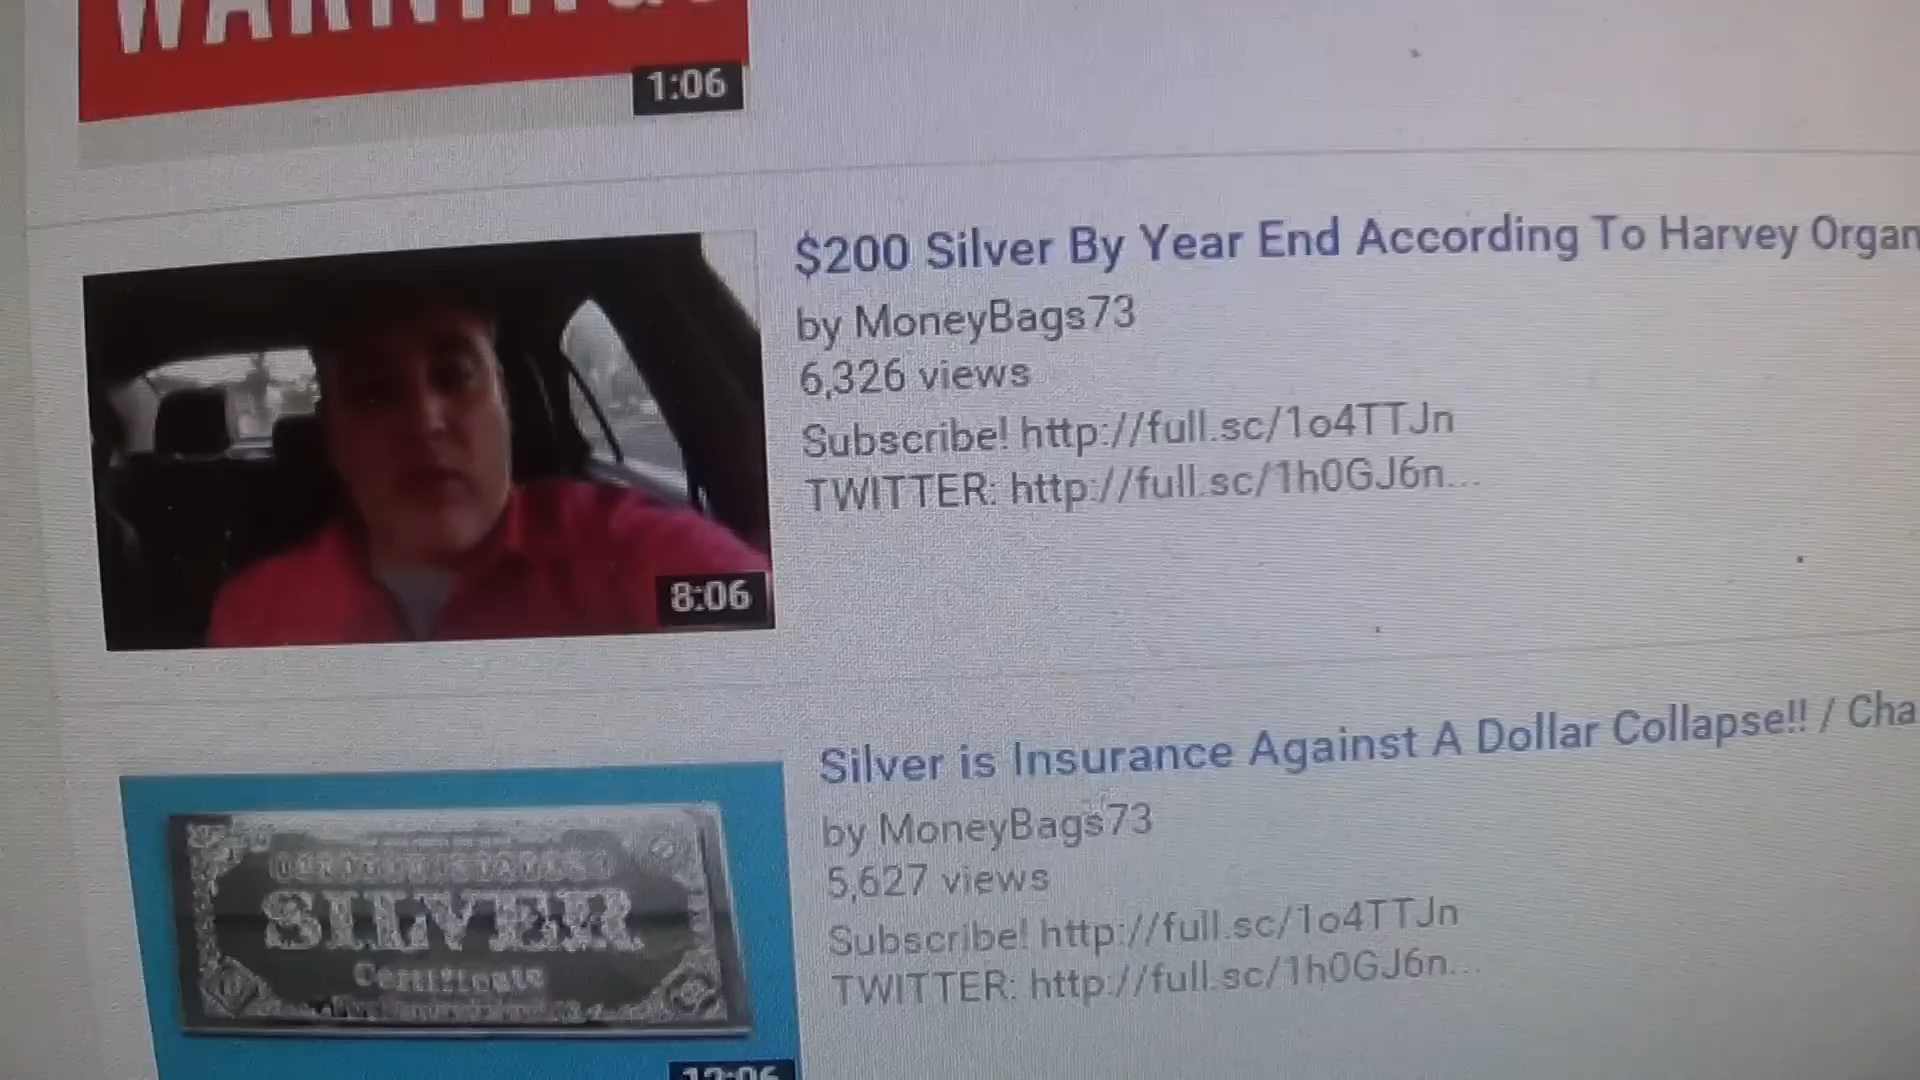 1:06
$200 Silver By Year End According To Harvey Organ
by MoneyBags73
6,326 views
Subscribe! http://full.sc/1o4TTJn
TWITTER: http://full.sc/1h0GJ6n...
8:06
Silver is Insurance Against A Dollar Collapse!! / Cha
by MoneyBags73
5,627 views
Subscribe! http://full.sc/1o4TTJn
TWITTER: http://full.sc/1h0GJ6n...
SILVER
Certificate